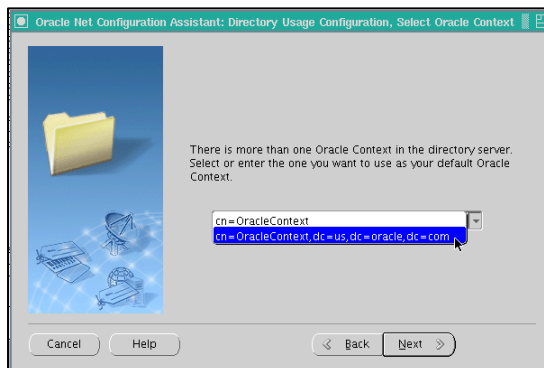 Oracle Net Configuration Assistant: Directory Usage Configuration, Select Oracle Context
There is more than one Oracle Context in the directory server.
Select or enter the one you want to use as your default Oracle
Context.
cn=OracleContext
cn=OracleContext,dc=us,dc=oracle,dc=com
Cancel
Help
Back
Next